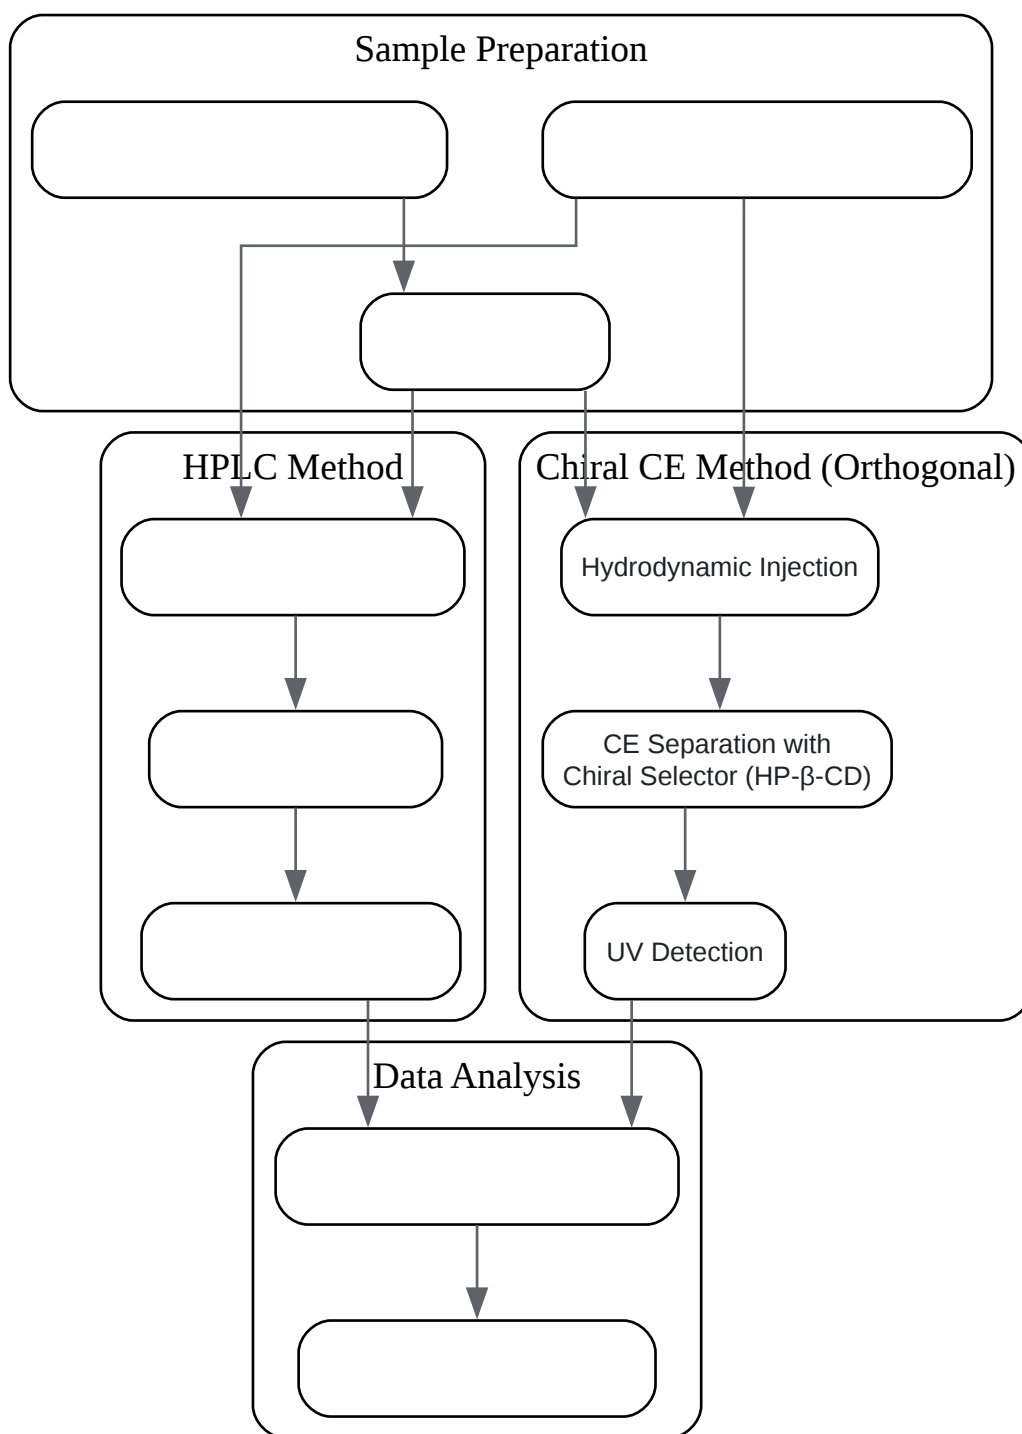 Sample Preparation
HPLC Method
Chiral CE Method (Orthogonal)
Hydrodynamic Injection
CE Separation with
Chiral Selector (HP-β-CD)
UV Detection
Data Analysis